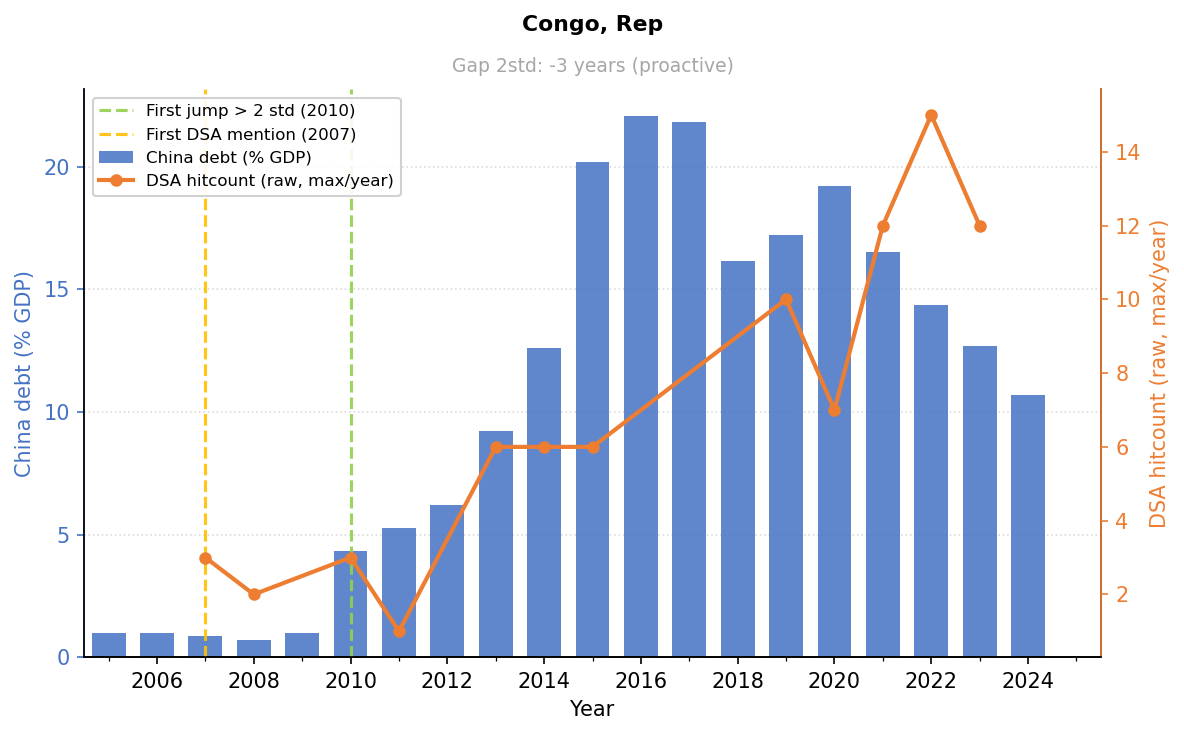 Congo, Rep
Gap 2std: -3 years (proactive)
First jump > 2 std (2010)
First DSA mention (2007)
China debt (% GDP)
DSA hitcount (raw, max/year)
China debt (% GDP)
20
15
10
5
0
14
12
10
8
6
4
2
DSA hitcount (raw, max/year)
2006 2008 2010 2012 2014 2016 2018 2020 2022 2024
Year